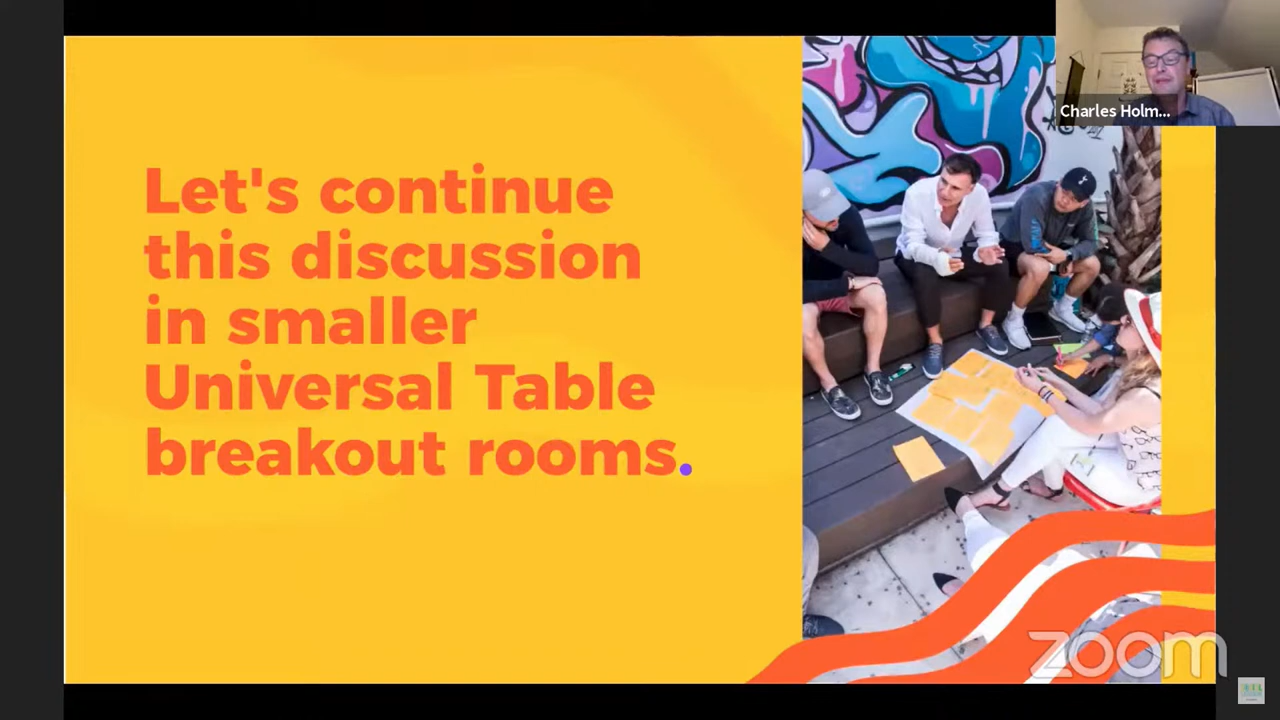 Let's continue
this discussion
in smaller
Universal Table
breakout rooms.
Charles Holm...
zoom